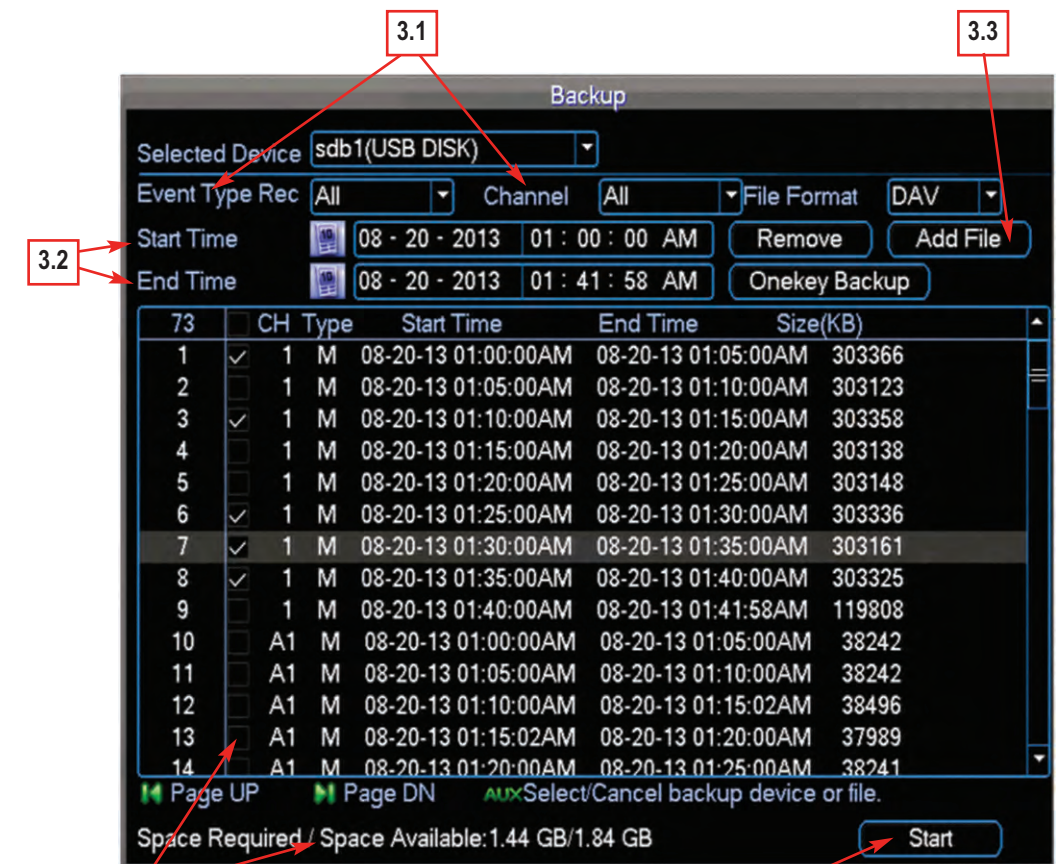 3.1 3.3
Backup
Selected Device sdb1(USB DISK)
Event Type Rec All Channel All File Format DAV
3.2
Start Time 10 08 - 20 - 2013 01 : 00 : 00 AM Remove Add File
End Time 10 08 - 20 - 2013 01 : 41 : 58 AM Onekey Backup
73 CH Type Start Time End Time Size(KB)
1 1 M 08-20-13 01:00:00AM 08-20-13 01:05:00AM 303366
2 1 M 08-20-13 01:05:00AM 08-20-13 01:10:00AM 303123
3 1 M 08-20-13 01:10:00AM 08-20-13 01:15:00AM 303358
4 1 M 08-20-13 01:15:00AM 08-20-13 01:20:00AM 303138
5 1 M 08-20-13 01:20:00AM 08-20-13 01:25:00AM 303148
6 1 M 08-20-13 01:25:00AM 08-20-13 01:30:00AM 303336
7 1 M 08-20-13 01:30:00AM 08-20-13 01:35:00AM 303161
8 1 M 08-20-13 01:35:00AM 08-20-13 01:40:00AM 303325
9 1 M 08-20-13 01:40:00AM 08-20-13 01:41:58AM 119808
10 A1 M 08-20-13 01:00:00AM 08-20-13 01:05:00AM 38242
11 A1 M 08-20-13 01:05:00AM 08-20-13 01:10:00AM 38242
12 A1 M 08-20-13 01:10:00AM 08-20-13 01:15:02AM 38496
13 A1 M 08-20-13 01:15:02AM 08-20-13 01:20:00AM 37989
14 A1 M 08-20-13 01:20:00AM 08-20-13 01:25:00AM 38241
Page UP Page DN AUXSelect/Cancel backup device or file.
Space Required / Space Available:1.44 GB/1.84 GB Start